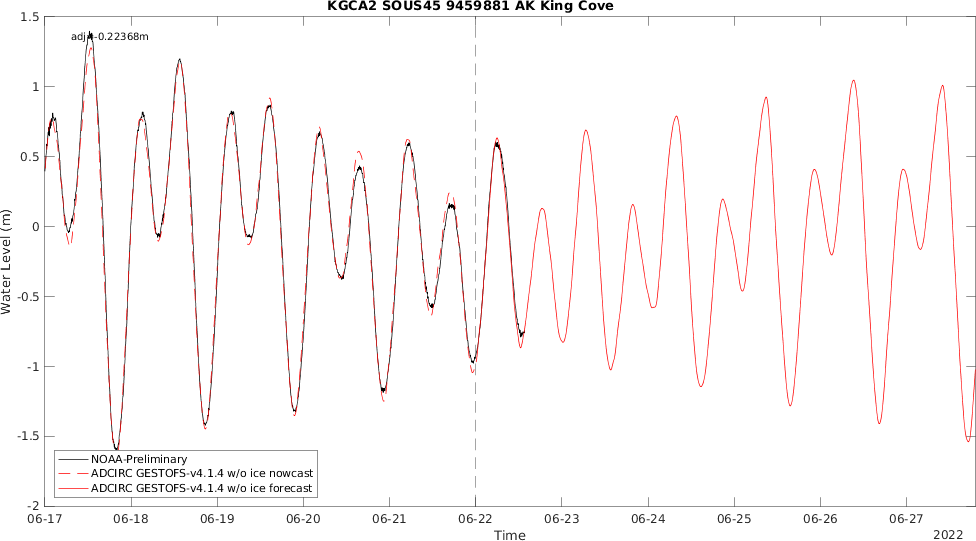 KGCA2 SOUS45 9459881 AK King Cove
adj=-0.22368m
Water Level (m)
1.5
1
0.5
0
-0.5
-1
-1.5
-2
NOAA-Preliminary
ADCIRC GESTOFS-v4.1.4 w/o ice nowcast
ADCIRC GESTOFS-v4.1.4 w/o ice forecast
06-17 06-18 06-19 06-20 06-21 06-22 06-23 06-24 06-25 06-26 06-27
Time
2022